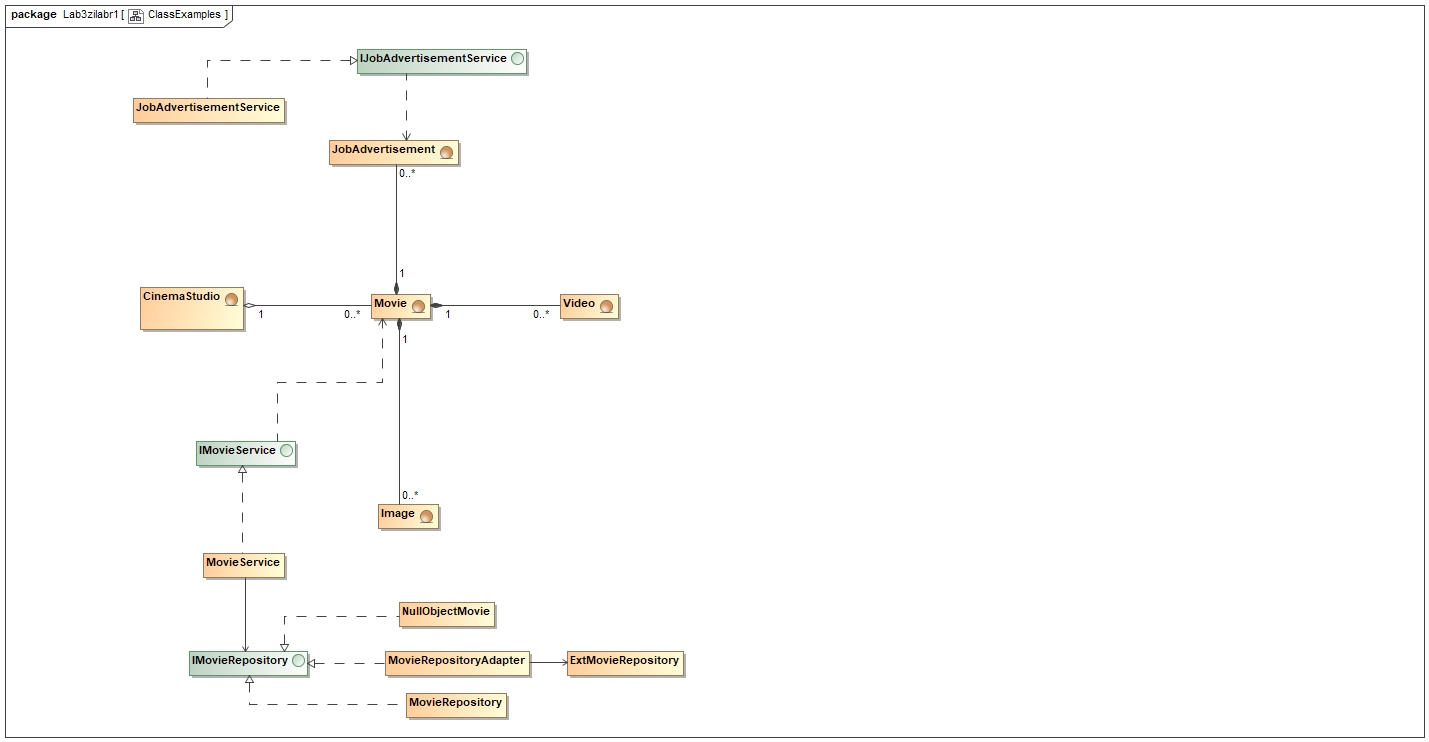 package Lab3zilabr1 [ ClassExamples ]
IJobAdvertisementService
JobAdvertisementService
JobAdvertisement
0..*
1
CinemaStudio
Movie
Video
1
0..*
1
0..*
1
IMovieService
0..*
Image
MovieService
NullObjectMovie
IMovieRepository
MovieRepositoryAdapter
ExtMovieRepository
MovieRepository